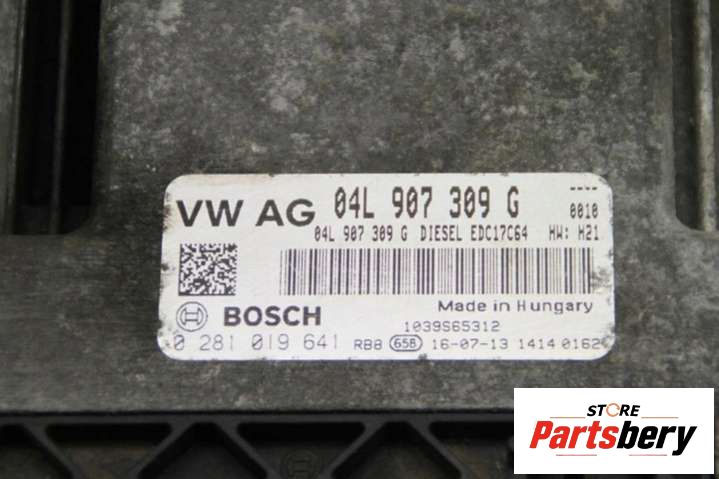 VW AG 04L 907 309 G ----
04L 907 309 G DIESEL EDC17C64 0010
HW: H21
Made in Hungary
BOSCH 1039S65312
0 281 019 641 RBB 658 16-07-13 1414 0162
STORE
Partsbery